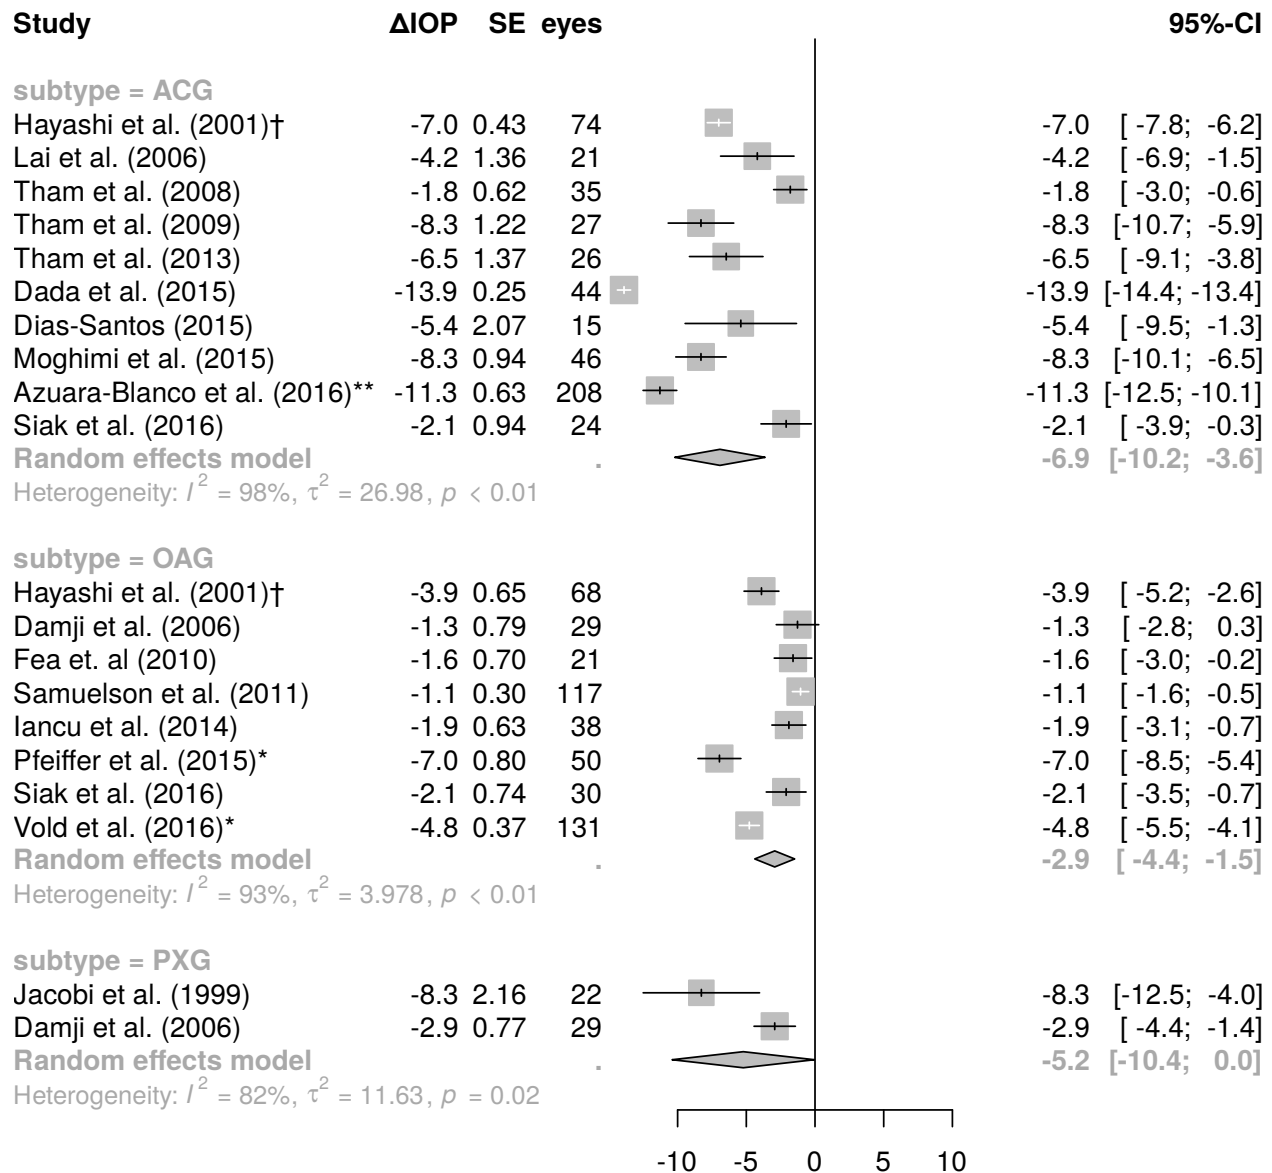 Study ΔIOP SE eyes 95%-CI
subtype = ACG
Hayashi et al. (2001)† -7.0 0.43 74 -7.0 [ -7.8; -6.2]
Lai et al. (2006) -4.2 1.36 21 -4.2 [ -6.9; -1.5]
Tham et al. (2008) -1.8 0.62 35 -1.8 [ -3.0; -0.6]
Tham et al. (2009) -8.3 1.22 27 -8.3 [-10.7; -5.9]
Tham et al. (2013) -6.5 1.37 26 -6.5 [ -9.1; -3.8]
Dada et al. (2015) -13.9 0.25 44 -13.9 [-14.4; -13.4]
Dias-Santos (2015) -5.4 2.07 15 -5.4 [ -9.5; -1.3]
Moghimi et al. (2015) -8.3 0.94 46 -8.3 [-10.1; -6.5]
Azuara-Blanco et al. (2016)** -11.3 0.63 208 -11.3 [-12.5; -10.1]
Siak et al. (2016) -2.1 0.94 24 -2.1 [ -3.9; -0.3]
Random effects model . -6.9 [-10.2; -3.6]
Heterogeneity: I² = 98%, τ² = 26.98, p < 0.01
subtype = OAG
Hayashi et al. (2001)† -3.9 0.65 68 -3.9 [ -5.2; -2.6]
Damji et al. (2006) -1.3 0.79 29 -1.3 [ -2.8; 0.3]
Fea et. al (2010) -1.6 0.70 21 -1.6 [ -3.0; -0.2]
Samuelson et al. (2011) -1.1 0.30 117 -1.1 [ -1.6; -0.5]
Iancu et al. (2014) -1.9 0.63 38 -1.9 [ -3.1; -0.7]
Pfeiffer et al. (2015)* -7.0 0.80 50 -7.0 [ -8.5; -5.4]
Siak et al. (2016) -2.1 0.74 30 -2.1 [ -3.5; -0.7]
Vold et al. (2016)* -4.8 0.37 131 -4.8 [ -5.5; -4.1]
Random effects model . -2.9 [ -4.4; -1.5]
Heterogeneity: I² = 93%, τ² = 3.978, p < 0.01
subtype = PXG
Jacobi et al. (1999) -8.3 2.16 22 -8.3 [-12.5; -4.0]
Damji et al. (2006) -2.9 0.77 29 -2.9 [ -4.4; -1.4]
Random effects model . -5.2 [-10.4; 0.0]
Heterogeneity: I² = 82%, τ² = 11.63, p = 0.02
-10 -5 0 5 10